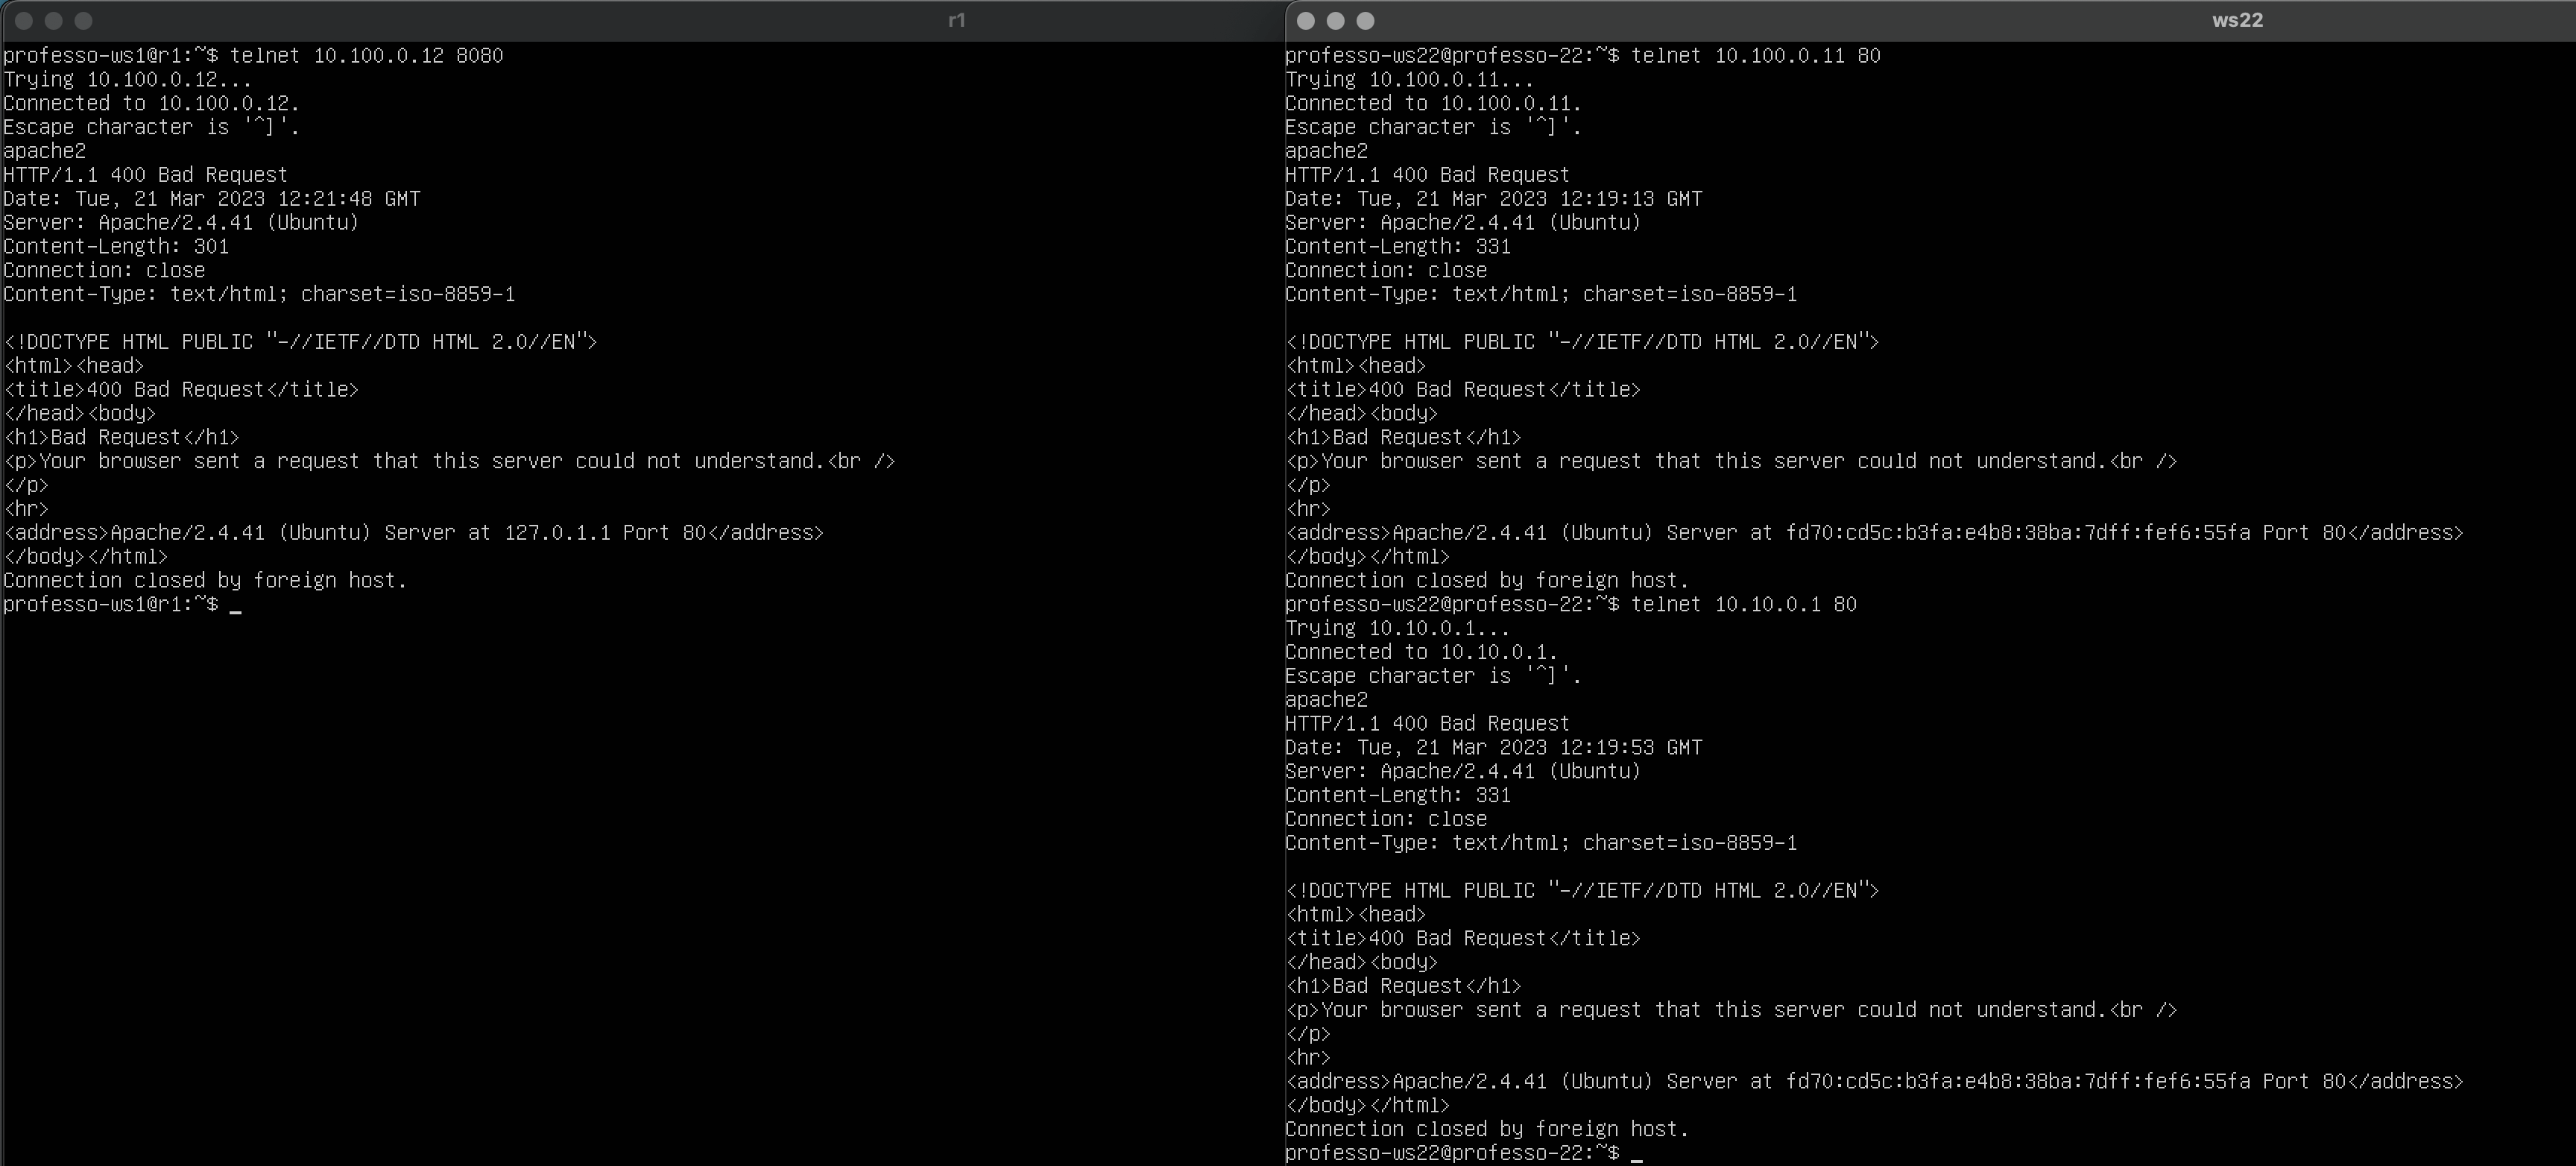 r1
professo-ws1@r1:~$ telnet 10.100.0.12 8080
Trying 10.100.0.12...
Connected to 10.100.0.12.
Escape character is '^]'.
apache2
HTTP/1.1 400 Bad Request
Date: Tue, 21 Mar 2023 12:21:48 GMT
Server: Apache/2.4.41 (Ubuntu)
Content-Length: 301
Connection: close
Content-Type: text/html; charset=iso-8859-1

<!DOCTYPE HTML PUBLIC "-//IETF//DTD HTML 2.0//EN">
<html><head>
<title>400 Bad Request</title>
</head><body>
<h1>Bad Request</h1>
<p>Your browser sent a request that this server could not understand.<br />
</p>
<hr>
<address>Apache/2.4.41 (Ubuntu) Server at 127.0.1.1 Port 80</address>
</body></html>
Connection closed by foreign host.
professo-ws1@r1:~$ _
ws22
professo-ws22@professo-22:~$ telnet 10.100.0.11 80
Trying 10.100.0.11...
Connected to 10.100.0.11.
Escape character is '^]'.
apache2
HTTP/1.1 400 Bad Request
Date: Tue, 21 Mar 2023 12:19:13 GMT
Server: Apache/2.4.41 (Ubuntu)
Content-Length: 331
Connection: close
Content-Type: text/html; charset=iso-8859-1

<!DOCTYPE HTML PUBLIC "-//IETF//DTD HTML 2.0//EN">
<html><head>
<title>400 Bad Request</title>
</head><body>
<h1>Bad Request</h1>
<p>Your browser sent a request that this server could not understand.<br />
</p>
<hr>
<address>Apache/2.4.41 (Ubuntu) Server at fd70:cd5c:b3fa:e4b8:38ba:7dff:fef6:55fa Port 80</address>
</body></html>
Connection closed by foreign host.
professo-ws22@professo-22:~$ telnet 10.10.0.1 80
Trying 10.10.0.1...
Connected to 10.10.0.1.
Escape character is '^]'.
apache2
HTTP/1.1 400 Bad Request
Date: Tue, 21 Mar 2023 12:19:53 GMT
Server: Apache/2.4.41 (Ubuntu)
Content-Length: 331
Connection: close
Content-Type: text/html; charset=iso-8859-1

<!DOCTYPE HTML PUBLIC "-//IETF//DTD HTML 2.0//EN">
<html><head>
<title>400 Bad Request</title>
</head><body>
<h1>Bad Request</h1>
<p>Your browser sent a request that this server could not understand.<br />
</p>
<hr>
<address>Apache/2.4.41 (Ubuntu) Server at fd70:cd5c:b3fa:e4b8:38ba:7dff:fef6:55fa Port 80</address>
</body></html>
Connection closed by foreign host.
professo-ws22@professo-22:~$ _